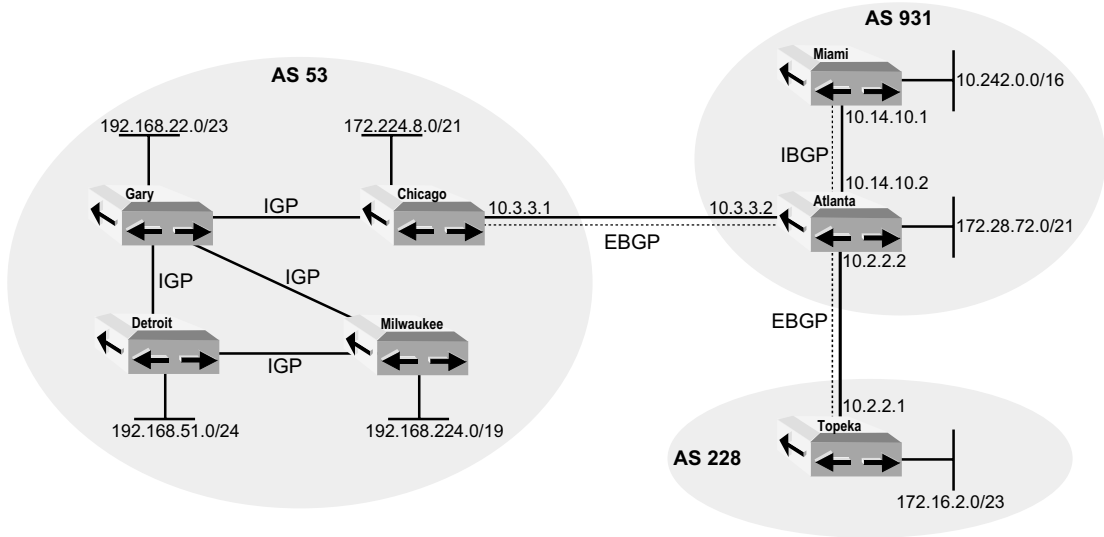 AS 931
Miami
10.242.0.0/16
10.14.10.1
IBGP
10.14.10.2
Atlanta
172.28.72.0/21
10.2.2.2
AS 53
192.168.22.0/23
172.224.8.0/21
Gary
Chicago
IGP
10.3.3.1
10.3.3.2
EBGP
IGP
IGP
Detroit
Milwaukee
IGP
192.168.51.0/24
192.168.224.0/19
EBGP
10.2.2.1
Topeka
AS 228
172.16.2.0/23